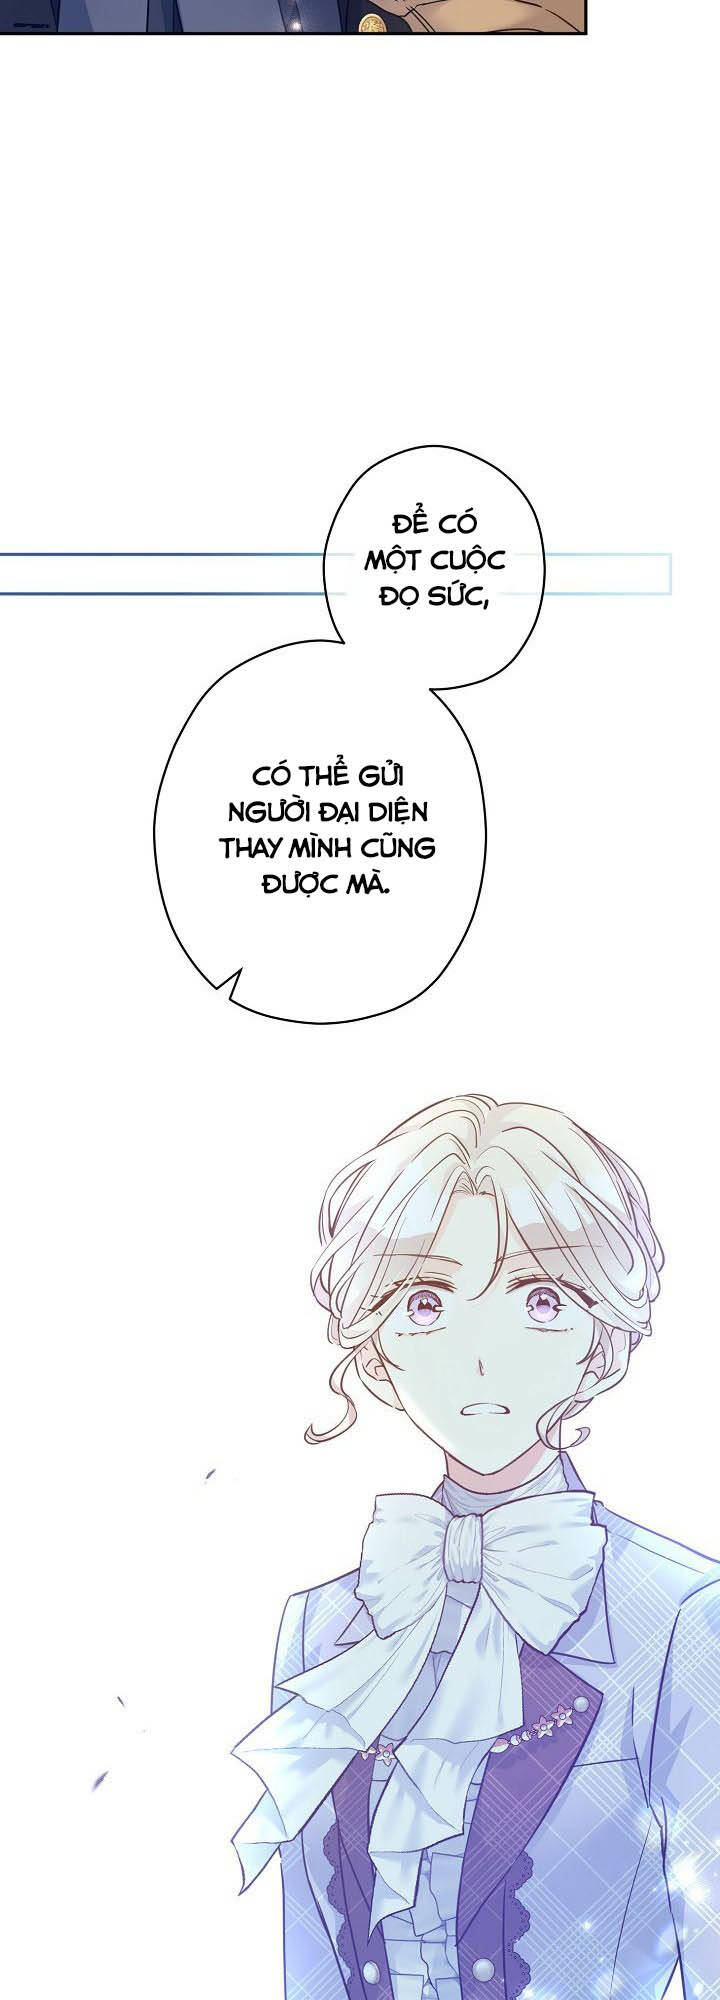 ĐỂ CÓ
MỘT CUỘC
ĐỌ SỨC,
CÓ THỂ GỬI
NGƯỜI ĐẠI DIỆN
THAY MÌNH CŨNG
ĐƯỢC MÀ.